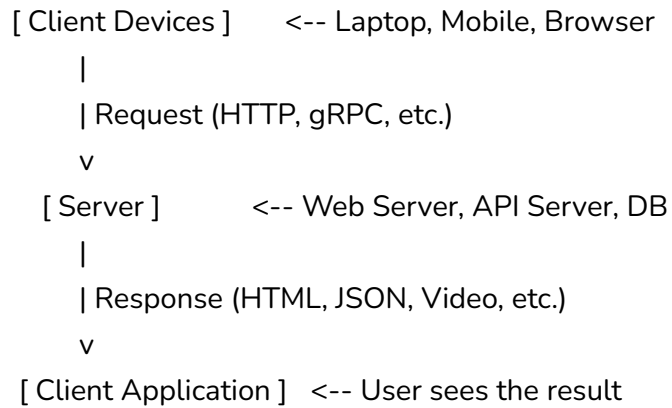 [ Client Devices ] <-- Laptop, Mobile, Browser
|
| Request (HTTP, gRPC, etc.)
v
[ Server ] <-- Web Server, API Server, DB
|
| Response (HTML, JSON, Video, etc.)
v
[ Client Application ] <-- User sees the result